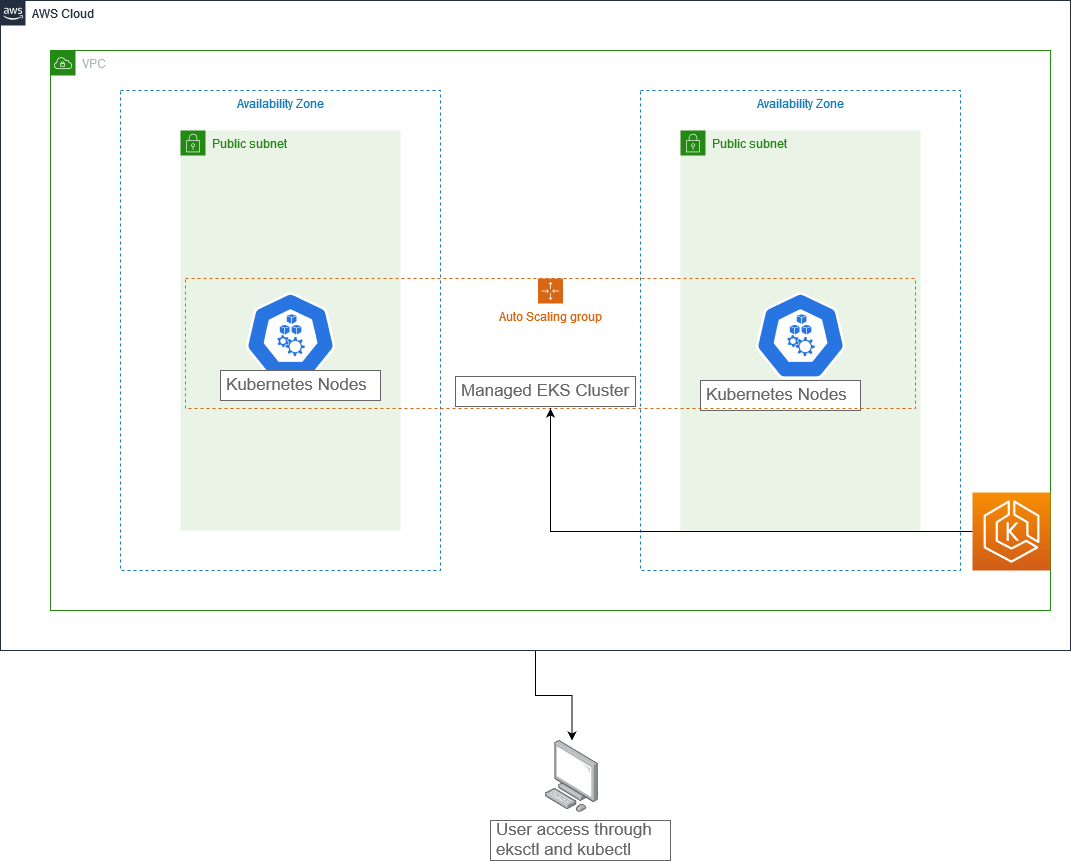 aws
AWS Cloud
VPC
Availability Zone
Availability Zone
Public subnet
Public subnet
Auto Scaling group
Kubernetes Nodes
Managed EKS Cluster
Kubernetes Nodes
K
User access through
eksctl and kubectl